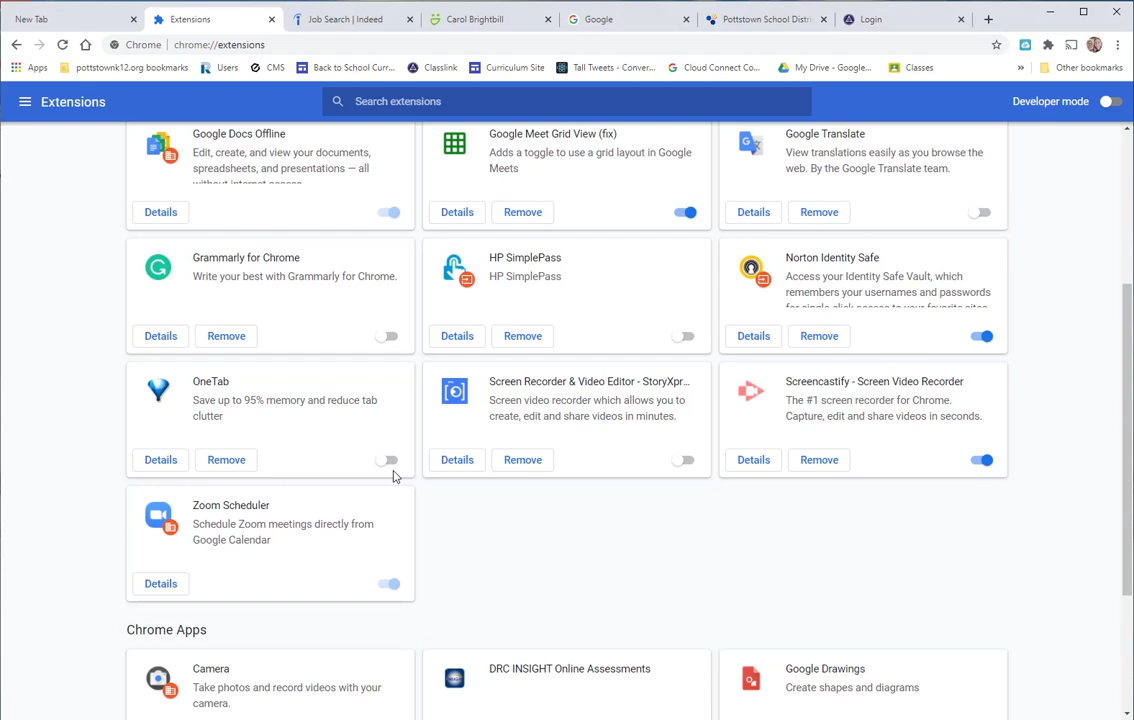 New Tab
Extensions
Job Search | Indeed
Carol Brightbill
Google
Pottstown School Distri
Login
Chrome | chrome://extensions
Apps
pottstownk12.org bookmarks
Users
CMS
Back to School Curr...
Classlink
Curriculum Site
Tall Tweets - Conver...
Cloud Connect Co...
My Drive - Google...
Classes
»
Other bookmarks
Extensions
Search extensions
Developer mode
Google Docs Offline
Edit, create, and view your documents,
spreadsheets, and presentations — all
without internet access.
Details
Google Meet Grid View (fix)
Adds a toggle to use a grid layout in Google
Meets
Details
Remove
Google Translate
View translations easily as you browse the
web. By the Google Translate team.
Details
Remove
Grammarly for Chrome
Write your best with Grammarly for Chrome.
Details
Remove
HP SimplePass
HP SimplePass
Details
Remove
Norton Identity Safe
Access your Identity Safe Vault, which
remembers your usernames and passwords
for single click access to your favorite sites
Details
Remove
OneTab
Save up to 95% memory and reduce tab
clutter
Details
Remove
Screen Recorder & Video Editor - StoryXpr...
Screen video recorder which allows you to
create, edit and share videos in minutes.
Details
Remove
Screencastify - Screen Video Recorder
The #1 screen recorder for Chrome.
Capture, edit and share videos in seconds.
Details
Remove
Zoom Scheduler
Schedule Zoom meetings directly from
Google Calendar
Details
Chrome Apps
Camera
Take photos and record videos with your
camera.
DRC INSIGHT Online Assessments
Google Drawings
Create shapes and diagrams